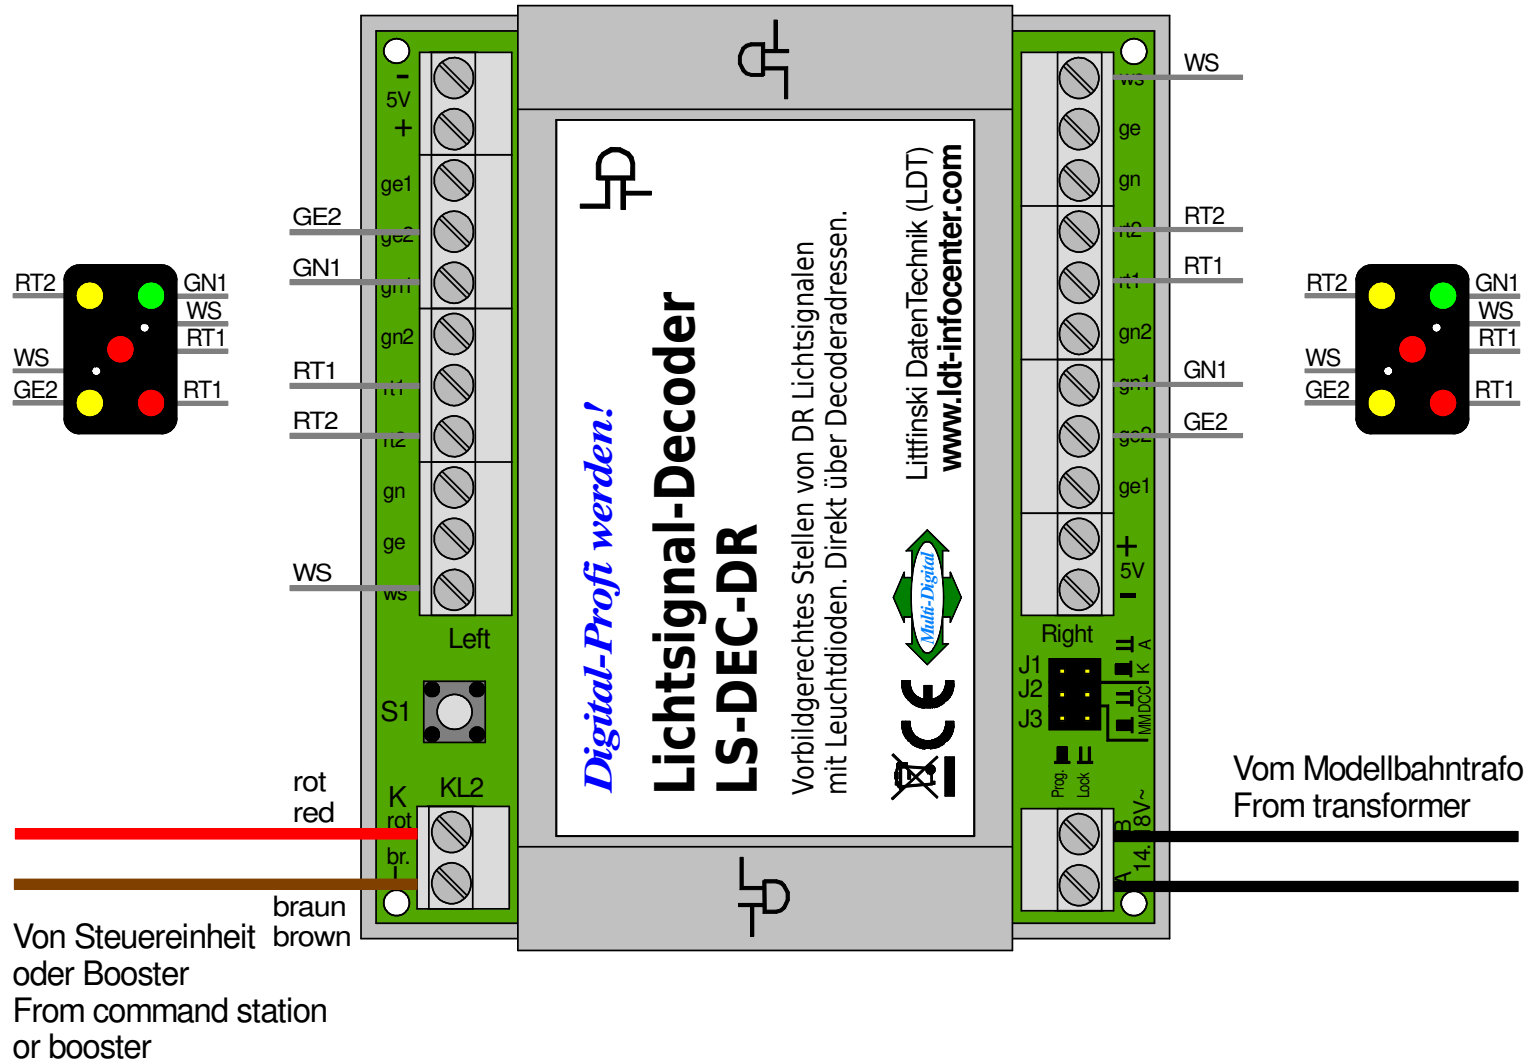 -
5V
+
ge1
ge2
gn1
gn2
rt1
rt2
gn
ge
ws
Left
S1
K
KL2
rot
br.
GE2
GN1
RT1
RT2
WS
RT2
GN1
WS
RT1
WS
GE2
RT1
rot
red
braun
brown
Von Steuereinheit
oder Booster
From command station
or booster
Digital-Profi werden!
Lichtsignal-Decoder
LS-DEC-DR
Vorbildgerechtes Stellen von DR Lichtsignalen
mit Leuchtdioden. Direkt über Decoderadressen.
Littfinski DatenTechnik (LDT)
www.ldt-infocenter.com
Multi-Digital
CE
ws
ge
gn
rt2
rt1
gn2
gn1
ge2
ge1
+
5V
-
Right
J1
J2
J3
A
K
DCC
MM
Prog.
Lock
B
A
14..18V~
WS
RT2
RT1
GN1
GE2
RT2
GN1
WS
RT1
WS
GE2
RT1
Vom Modellbahntrafo
From transformer